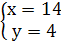 x = 14
y = 4